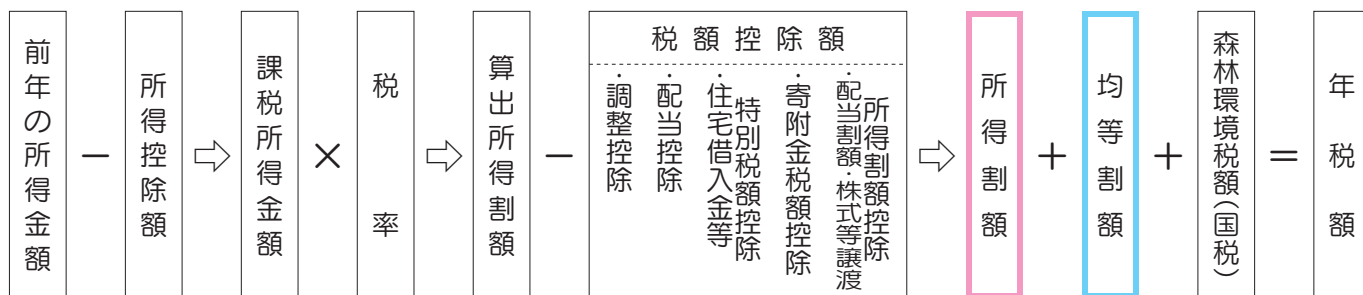 前年の所得金額
−
所得控除額
⇨
課税所得金額
×
税率
⇨
算出所得割額
−
税額控除額
・調整控除
・配当控除
・住宅借入金等
特別税額控除
・寄附金税額控除
・配当割額・株式等譲渡
所得割額控除
⇨
所得割額
+
均等割額
+
森林環境税額(国税)
=
年税額